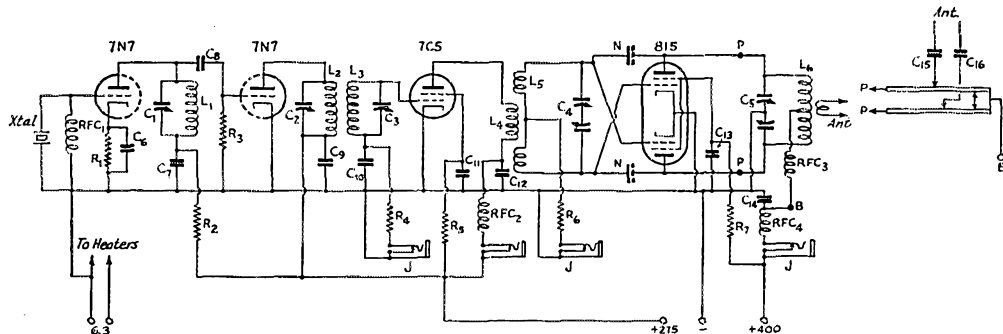 Ant.
7N7
C8
7N7
7C5
N
815
P
L6
C15
C16
L2
L3
L5
P
C1
L1
C2
C3
C4
C5
Xtal
RFC1
C6
R3
L4
Ant
P
R1
C7
C9
C10
C11
C12
N
C13
P
RFC3
B
C14
B
R2
R4
R5
RFC2
R6
R7
RFC4
To Heaters
J
J
J
6.3
+275
-
+400